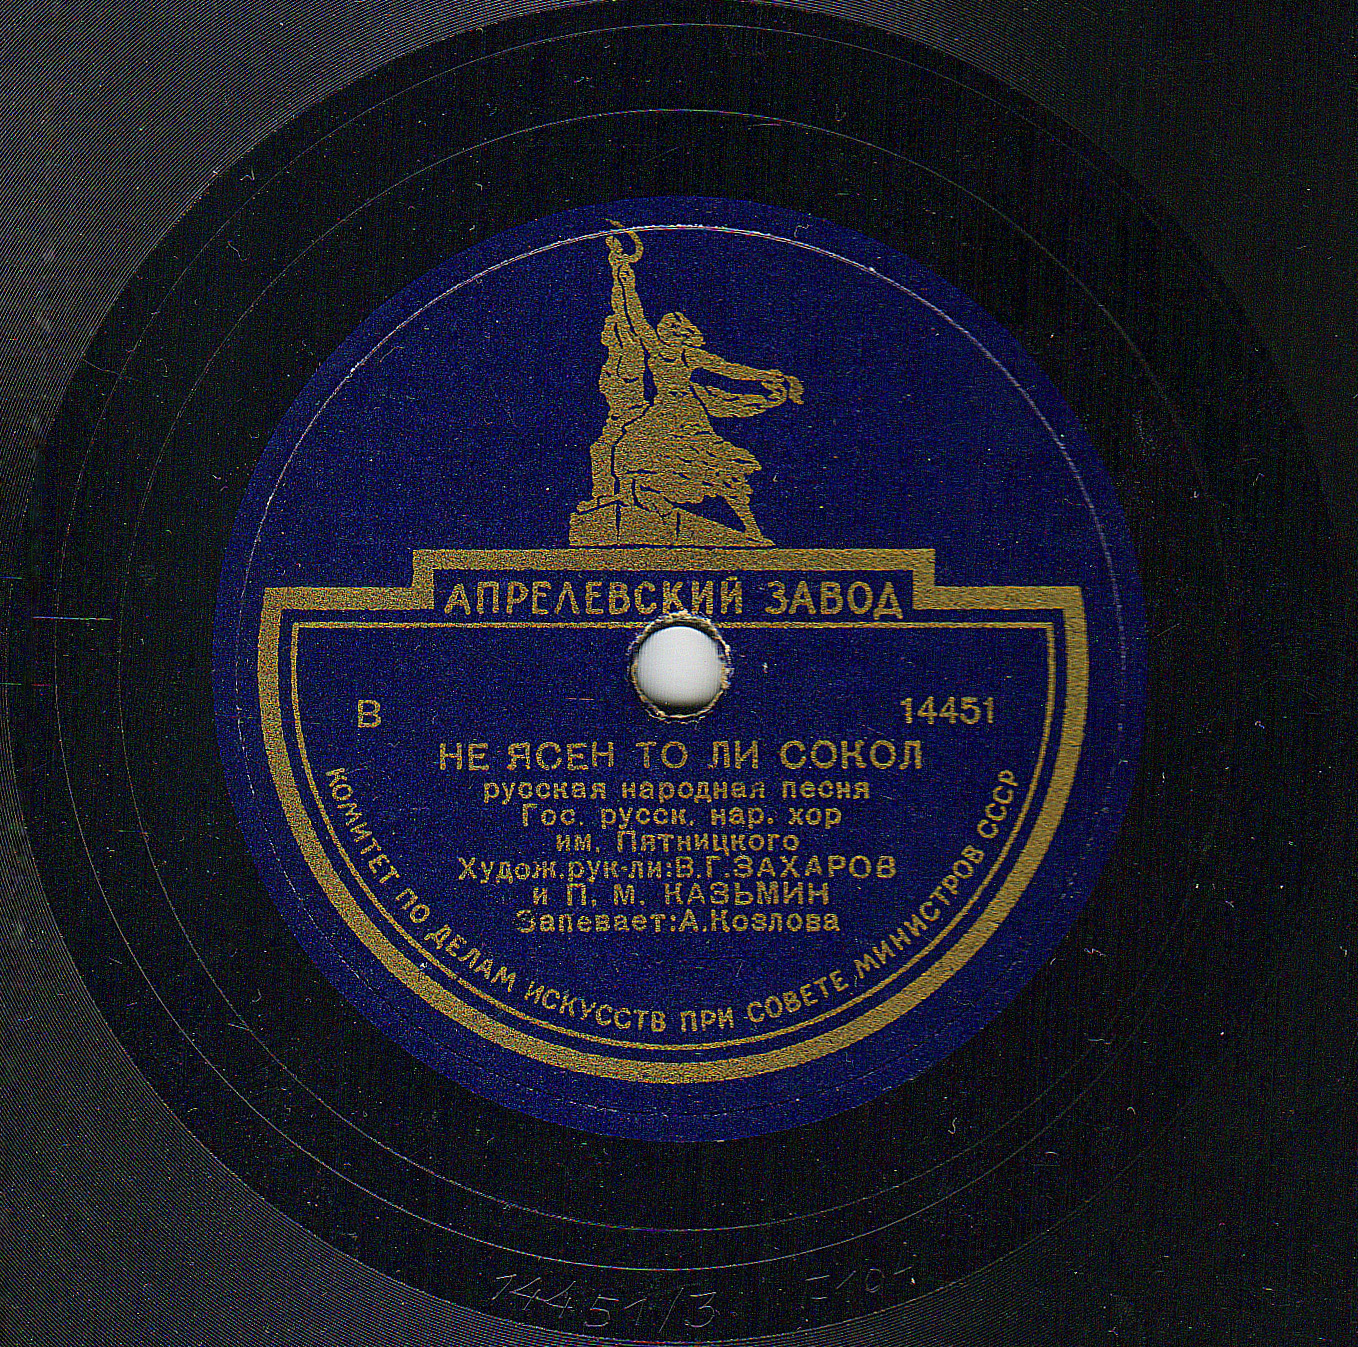 АПРЕЛЕВСКИЙ ЗАВОД
В 14451
НЕ ЯСЕН ТО ЛИ СОКОЛ
русская народная песня
Гос. русск. нар. хор
им. Пятницкого
Худож.рук-ли:В.Г.ЗАХАРОВ
и П. М. КАЗЬМИН
Запевает:А.Козлова
КОМИТЕТ ПО ДЕЛАМ ИСКУССТВ ПРИ СОВЕТЕ МИНИСТРОВ СССР
14451/3